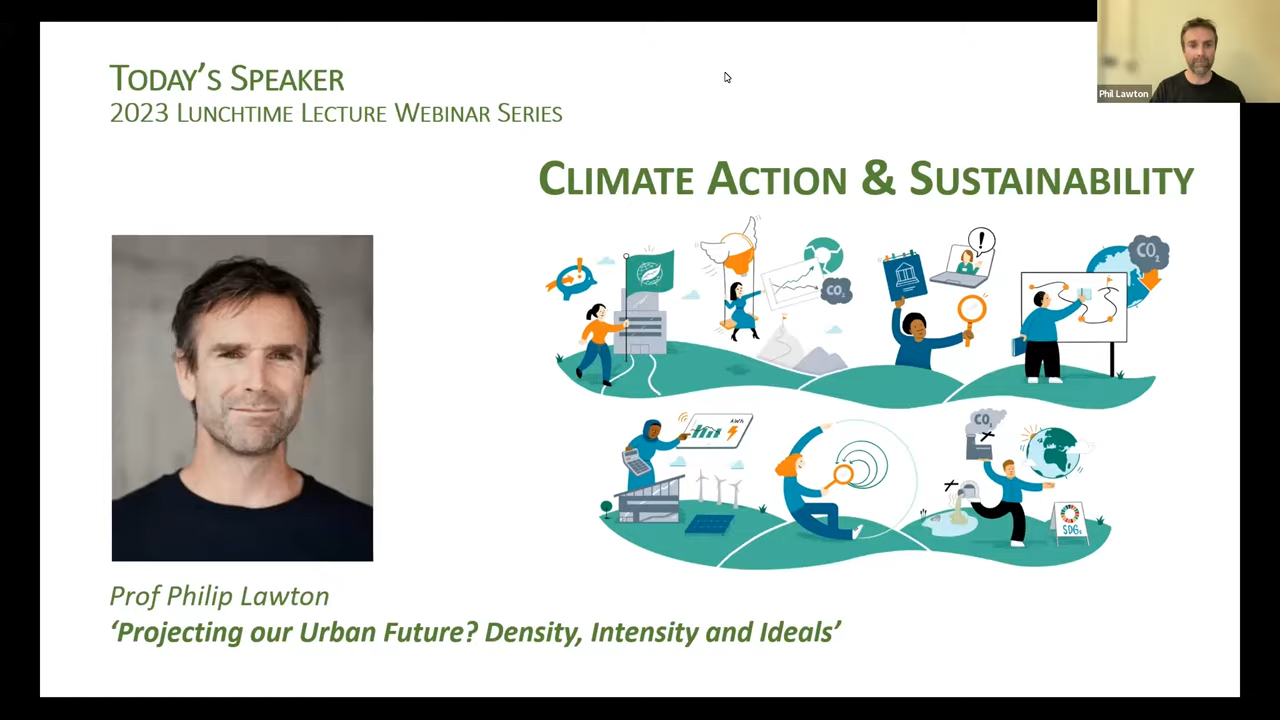 TODAY'S SPEAKER
2023 LUNCHTIME LECTURE WEBINAR SERIES
Phil Lawton
CLIMATE ACTION & SUSTAINABILITY
!
CO2
CO2
kWh
CO2
SDGs
Prof Philip Lawton
‘Projecting our Urban Future? Density, Intensity and Ideals’